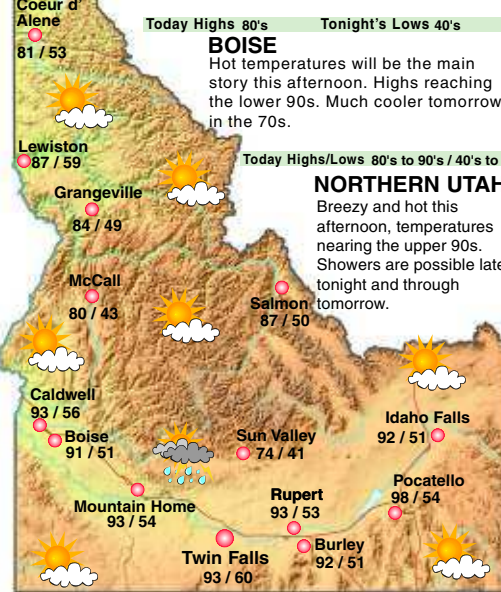 Coeur d'
Alene
81 / 53
Today Highs 80's Tonight's Lows 40's
BOISE
Hot temperatures will be the main
story this afternoon. Highs reaching
the lower 90s. Much cooler tomorrow
in the 70s.
Lewiston
87 / 59
Today Highs/Lows 80's to 90's / 40's to
NORTHERN UTAH
Breezy and hot this
afternoon, temperatures
nearing the upper 90s.
Showers are possible late
tonight and through
tomorrow.
Grangeville
84 / 49
McCall
80 / 43
Salmon
87 / 50
Caldwell
93 / 56
Boise
91 / 51
Sun Valley
74 / 41
Idaho Falls
92 / 51
Mountain Home
93 / 54
Rupert
93 / 53
Pocatello
98 / 54
Twin Falls
93 / 60
Burley
92 / 51